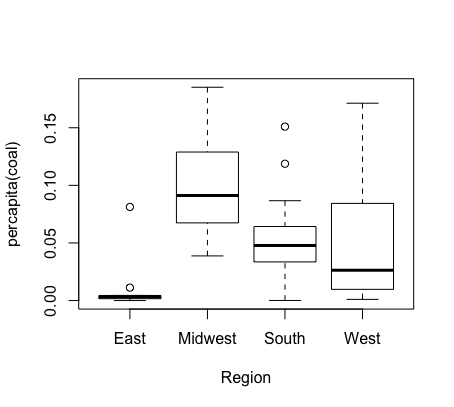 percapita(coal)
0.15
0.10
0.05
0.00
East Midwest South West
Region